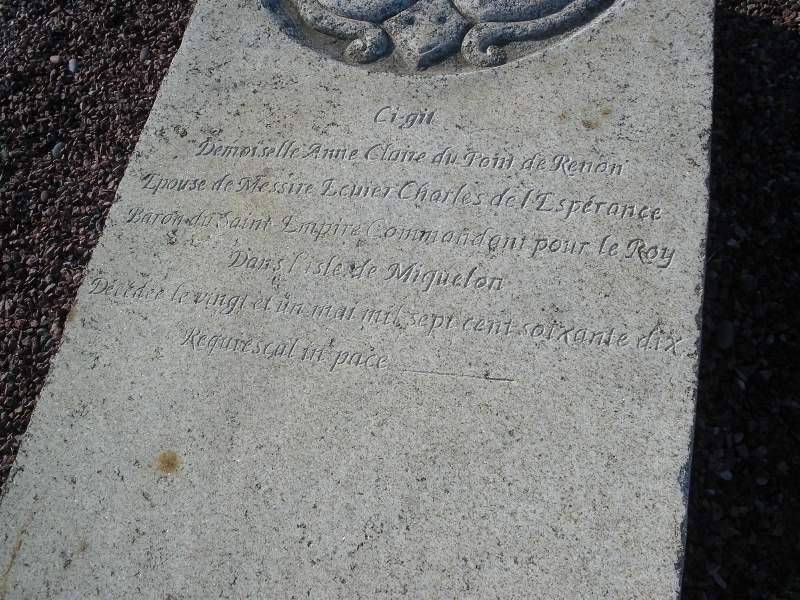 Ci-git
Demoiselle Anne Claire du Pont de Renon
Epouse de Messire Ecuier Charles de l'Espérance
Baron du Saint Empire Commandant pour le Roy
Dans l'isle de Miquelon
Décédée le vingt et un mai mil sept cent soixante dix
Requiescat in pace